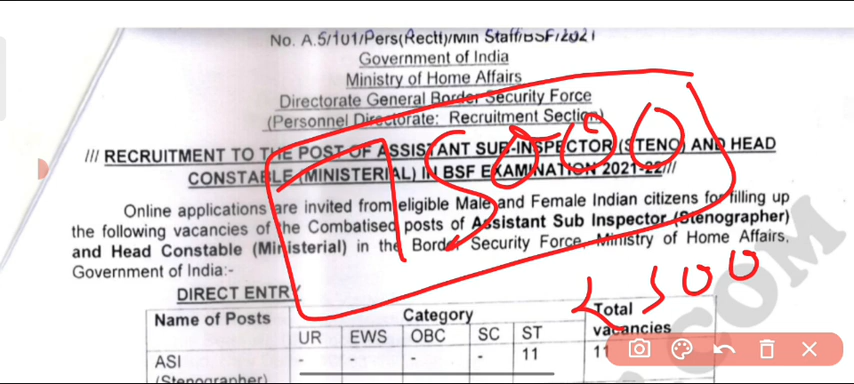 No. A.5/101/Pers(Rectt)/Min Staff/BSF/2021
Government of India
Ministry of Home Affairs
Directorate General Border Security Force
(Personnel Directorate: Recruitment Section)
/// RECRUITMENT TO THE POST OF ASSISTANT SUB-INSPECTOR (STENO) AND HEAD
CONSTABLE (MINISTERIAL) IN BSF EXAMINATION 2021-22///
Online applications are invited from eligible Male and Female Indian citizens for filling up
the following vacancies of the Combatised posts of Assistant Sub Inspector (Stenographer)
and Head Constable (Ministerial) in the Border Security Force, Ministry of Home Affairs,
Government of India:-
DIRECT ENTRY
Name of Posts Category Total vacancies
UR EWS OBC SC ST
ASI - - - - 11 11
(Stenographer)